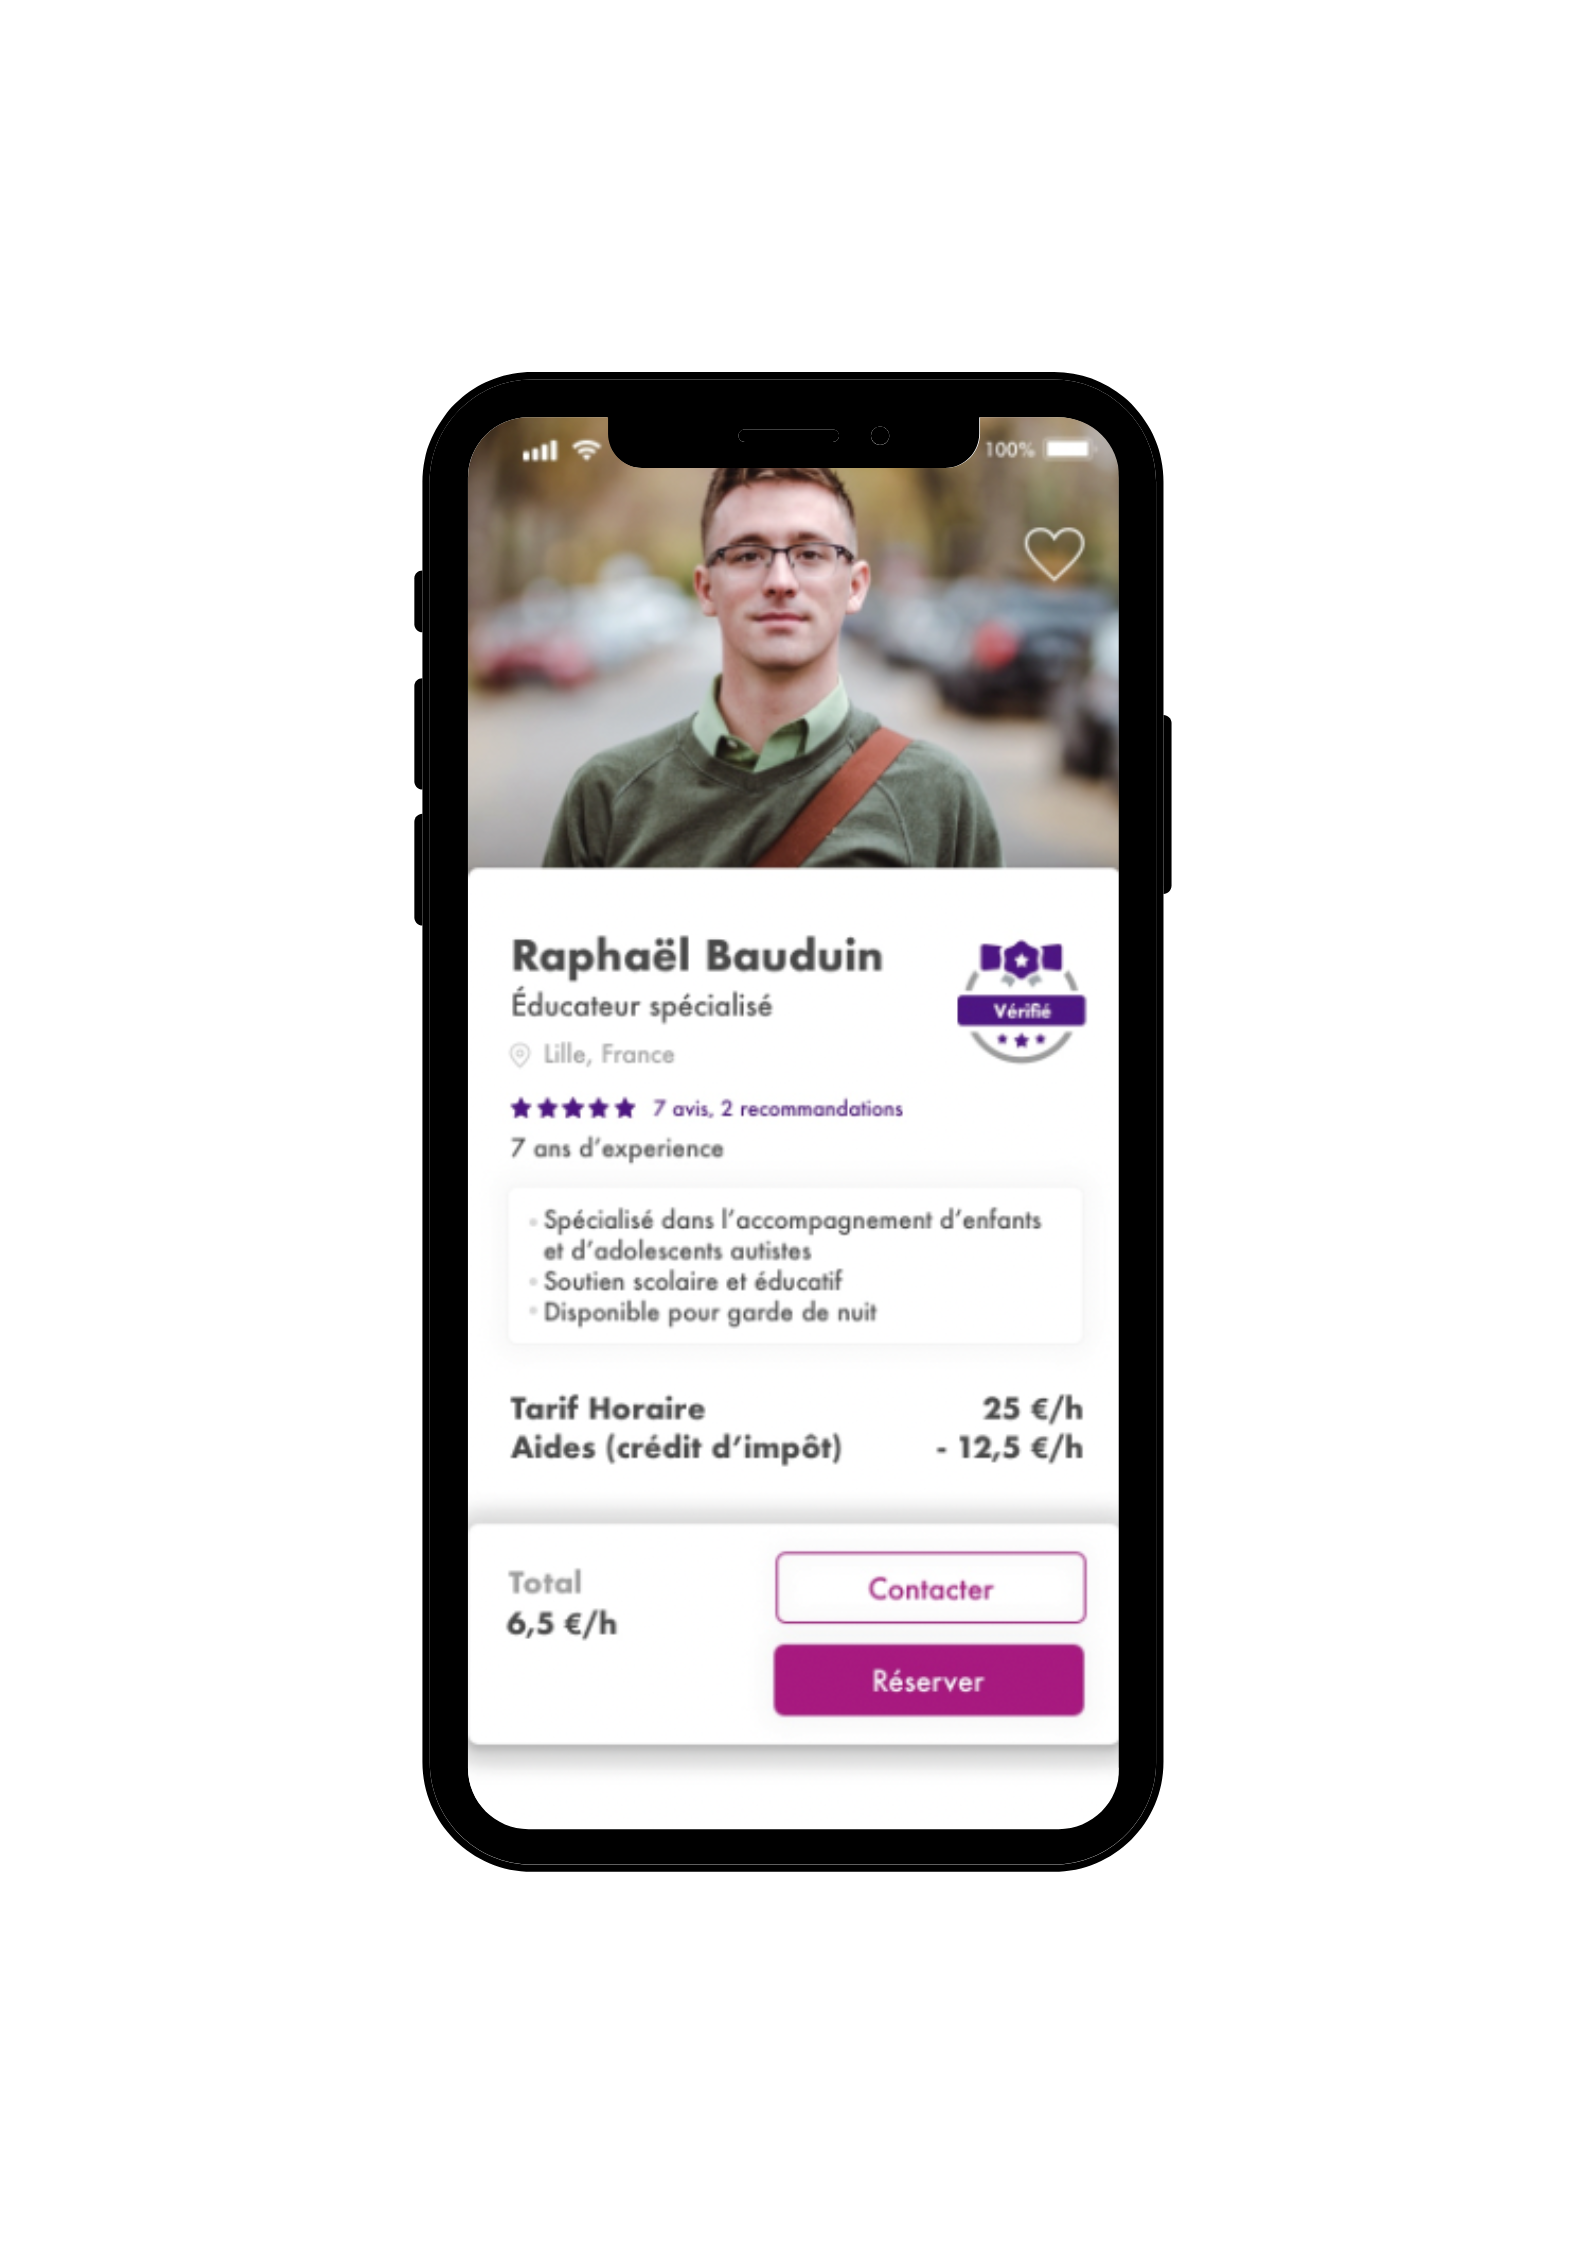 100%
Raphaël Bauduin
Éducateur spécialisé
Vérifié
Lille, France
7 avis, 2 recommandations
7 ans d’experience
Spécialisé dans l’accompagnement d’enfants
et d’adolescents autistes
Soutien scolaire et éducatif
Disponible pour garde de nuit
Tarif Horaire 25 €/h
Aides (crédit d’impôt) - 12,5 €/h
Total
6,5 €/h
Contacter
Réserver